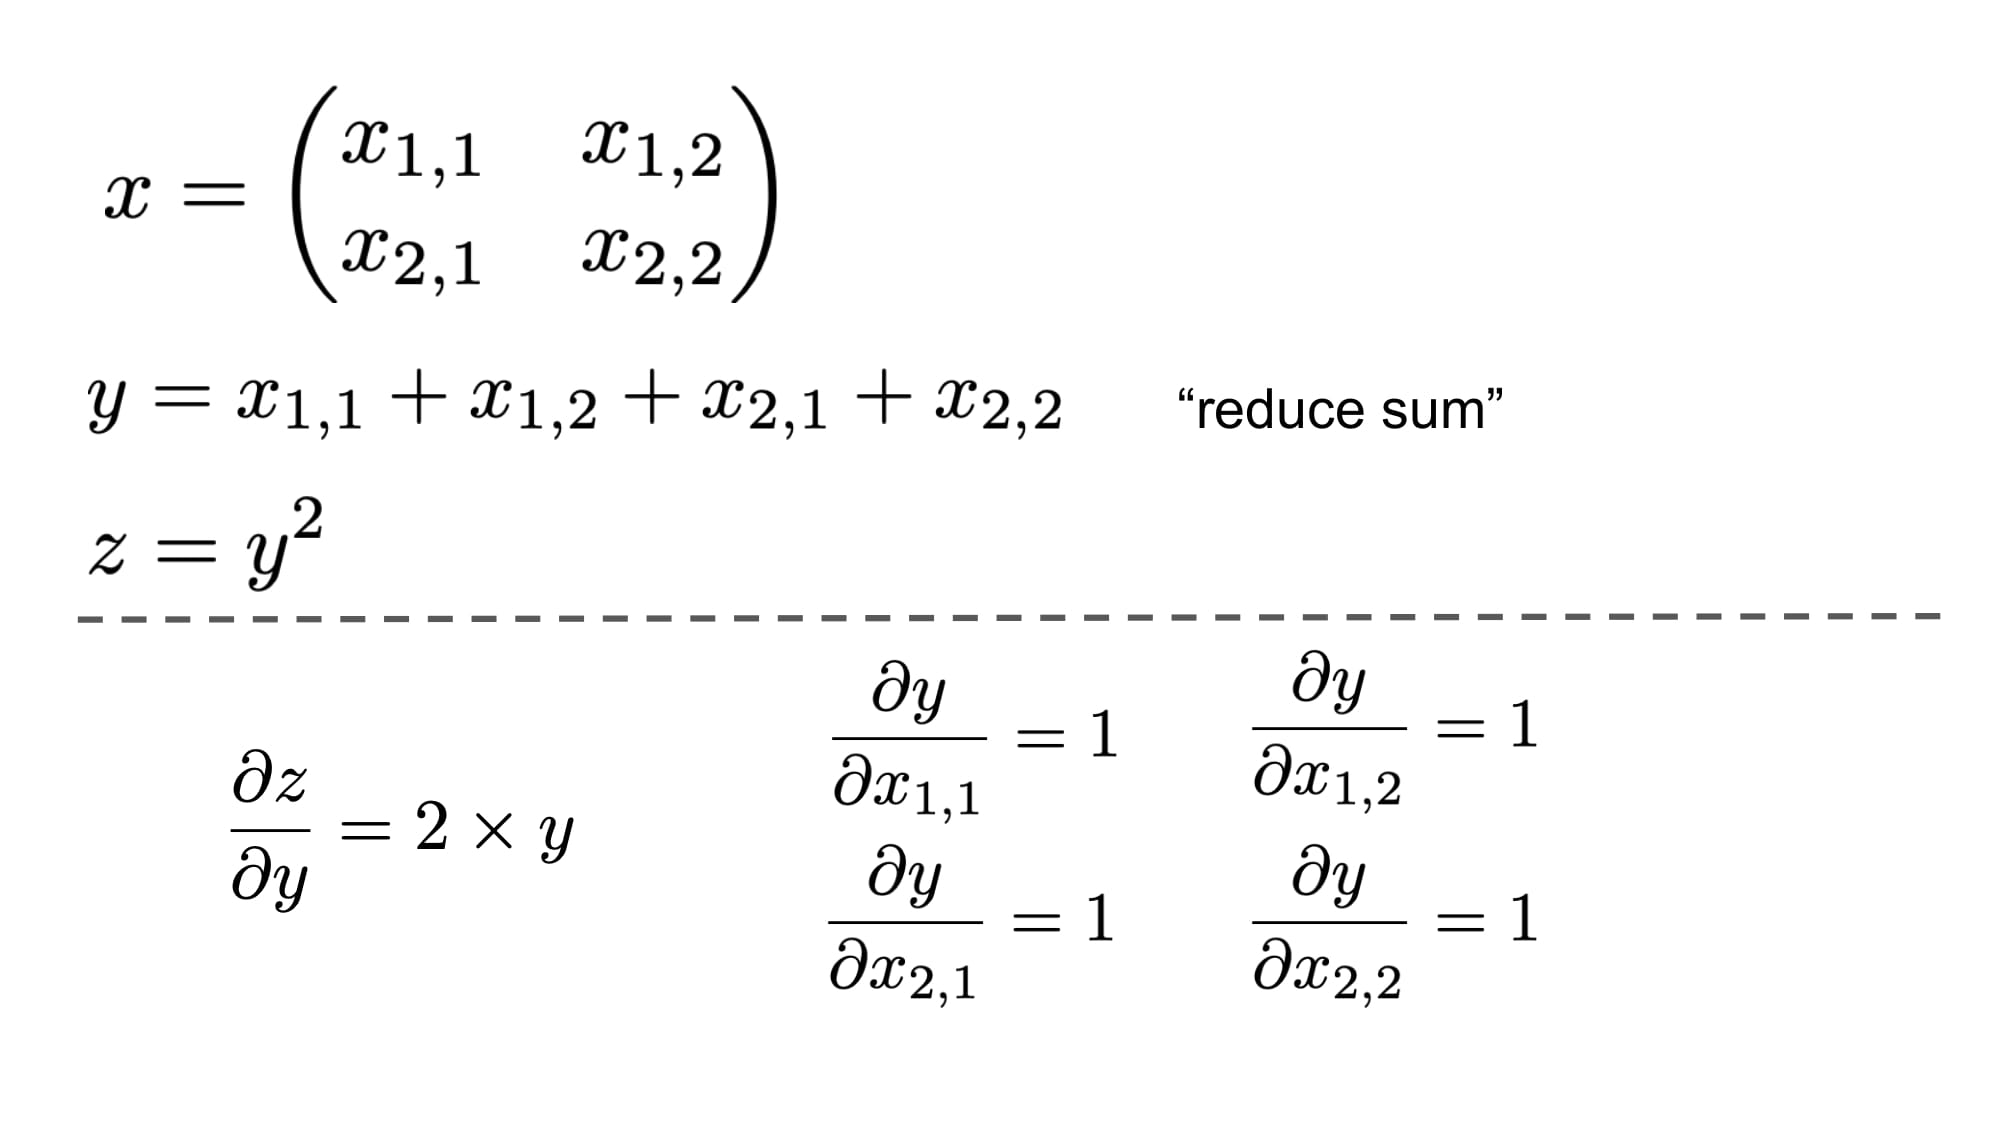 x = \begin{pmatrix} x_{1,1} & x_{1,2} \\ x_{2,1} & x_{2,2} \end{pmatrix}
y = x_{1,1} + x_{1,2} + x_{2,1} + x_{2,2} “reduce sum”
z = y^2
\frac{\partial z}{\partial y} = 2 \times y
\frac{\partial y}{\partial x_{1,1}} = 1 \frac{\partial y}{\partial x_{1,2}} = 1
\frac{\partial y}{\partial x_{2,1}} = 1 \frac{\partial y}{\partial x_{2,2}} = 1